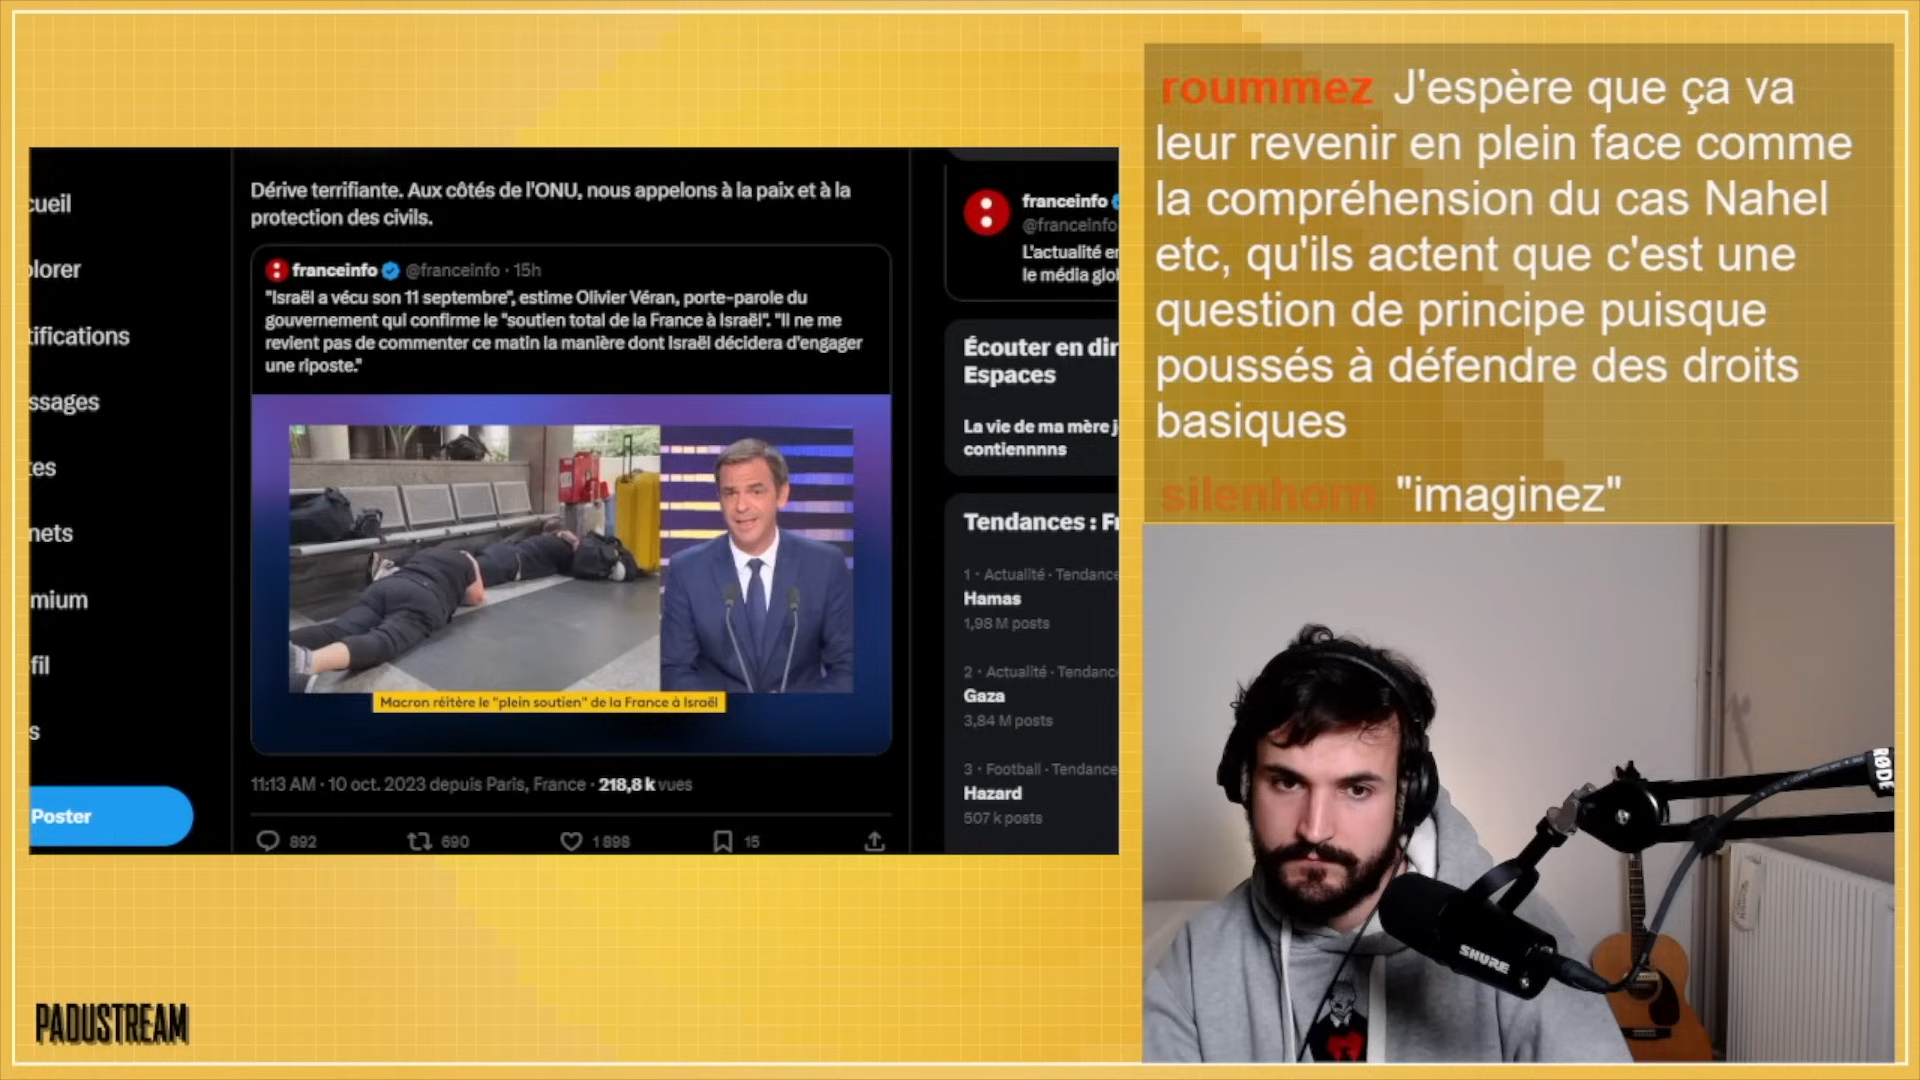 cueil
plorer
tifications
ssages
tes
nets
mium
fil
s
Poster
Dérive terrifiante. Aux côtés de l'ONU, nous appelons à la paix et à la
protection des civils.
franceinfo @franceinfo · 15h
"Israël a vécu son 11 septembre", estime Olivier Véran, porte-parole du
gouvernement qui confirme le "soutien total de la France à Israël". "Il ne me
revient pas de commenter ce matin la manière dont Israël décidera d'engager
une riposte."
Macron réitère le "plein soutien" de la France à Israël
11:13 AM · 10 oct. 2023 depuis Paris, France · 218,8 k vues
892 690 1 898 15
franceinfo
@franceinfo
L'actualité en
le média glob
Écouter en dir
Espaces
La vie de ma mère j
contiennnns
Tendances : Fr
1 · Actualité · Tendance
Hamas
1,98 M posts
2 · Actualité · Tendance
Gaza
3,84 M posts
3 · Football · Tendance
Hazard
507 k posts
roummez J'espère que ça va
leur revenir en plein face comme
la compréhension du cas Nahel
etc, qu'ils actent que c'est une
question de principe puisque
poussés à défendre des droits
basiques
silenhorn "imaginez"
RØDE
SHURE
PADUSTREAM